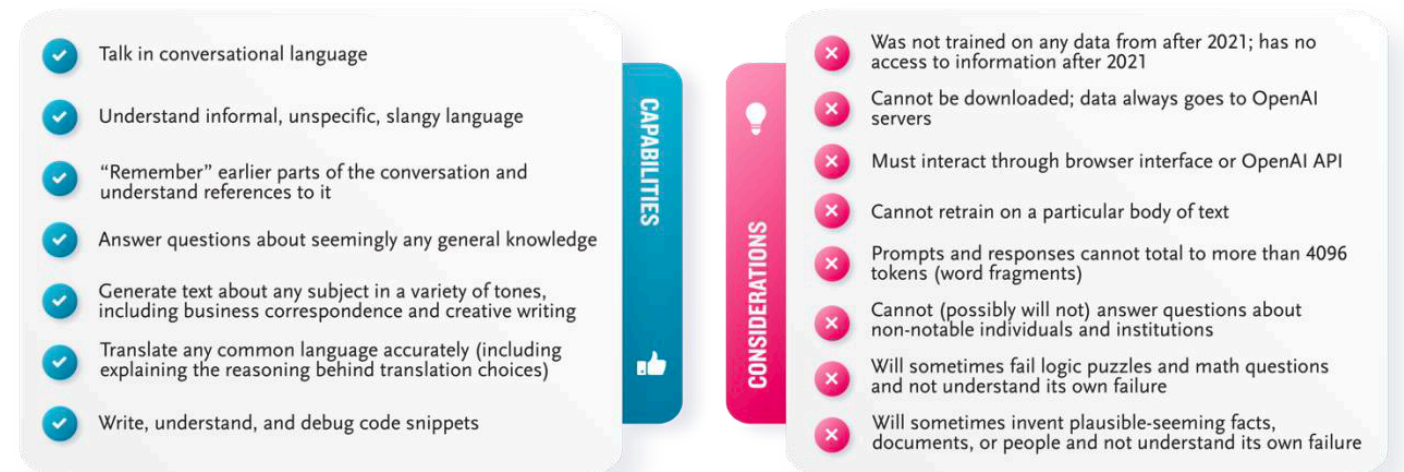 Talk in conversational language
Understand informal, unspecific, slangy language
“Remember” earlier parts of the conversation and
understand references to it
Answer questions about seemingly any general knowledge
Generate text about any subject in a variety of tones,
including business correspondence and creative writing
Translate any common language accurately (including
explaining the reasoning behind translation choices)
Write, understand, and debug code snippets
CAPABILITIES
CONSIDERATIONS
Was not trained on any data from after 2021; has no
access to information after 2021
Cannot be downloaded; data always goes to OpenAI
servers
Must interact through browser interface or OpenAI API
Cannot retrain on a particular body of text
Prompts and responses cannot total to more than 4096
tokens (word fragments)
Cannot (possibly will not) answer questions about
non-notable individuals and institutions
Will sometimes fail logic puzzles and math questions
and not understand its own failure
Will sometimes invent plausible-seeming facts,
documents, or people and not understand its own failure